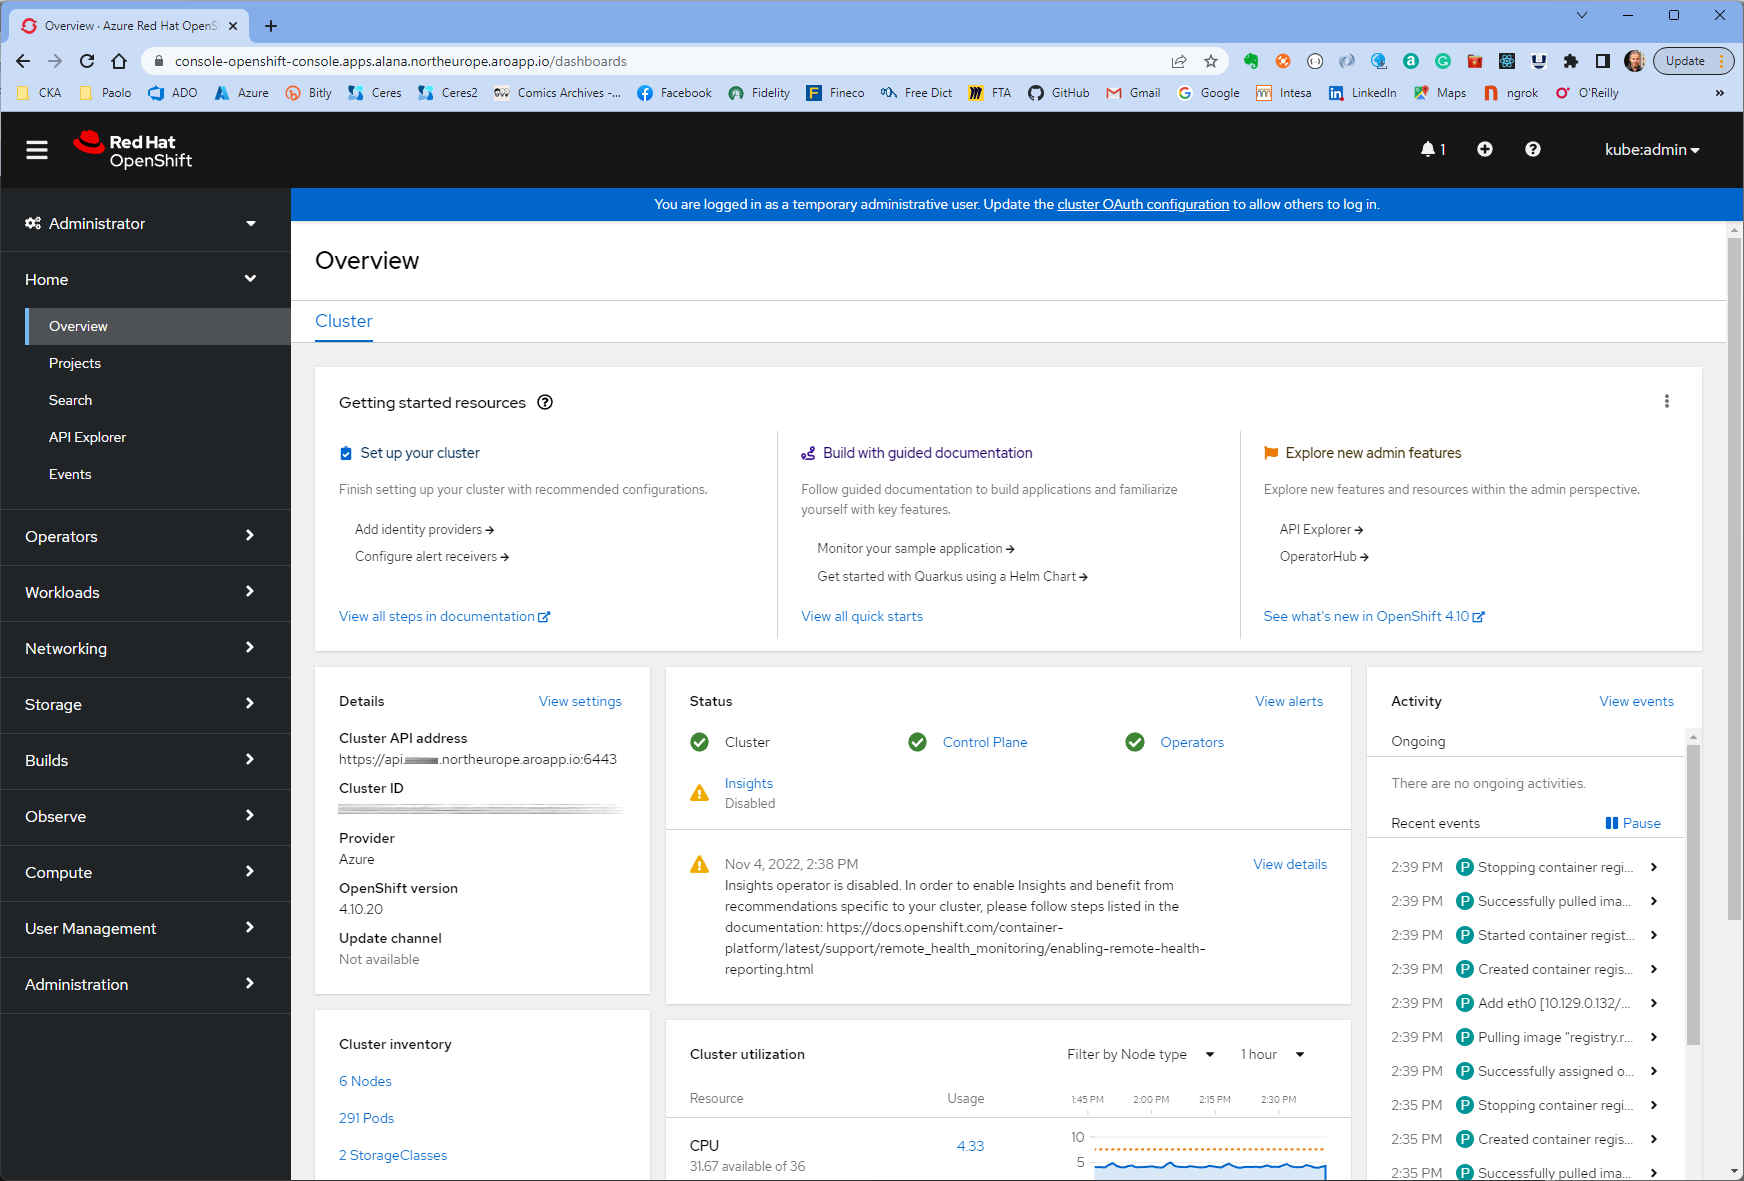 Overview · Azure Red Hat OpenS
console-openshift-console.apps.alana.northeurope.aroapp.io/dashboards
Update
CKA
Paolo
ADO
Azure
Bitly
Ceres
Ceres2
Comics Archives -...
Facebook
Fidelity
Fineco
Free Dict
FTA
GitHub
Gmail
Google
Intesa
LinkedIn
Maps
ngrok
O'Reilly
»
Red Hat
OpenShift
1
kube:admin
You are logged in as a temporary administrative user. Update the cluster OAuth configuration to allow others to log in.
Administrator
Home
Overview
Projects
Search
API Explorer
Events
Operators
Workloads
Networking
Storage
Builds
Observe
Compute
User Management
Administration
Overview
Cluster
Getting started resources
Set up your cluster
Finish setting up your cluster with recommended configurations.
Add identity providers
Configure alert receivers
View all steps in documentation
Build with guided documentation
Follow guided documentation to build applications and familiarize
yourself with key features.
Monitor your sample application
Get started with Quarkus using a Helm Chart
View all quick starts
Explore new admin features
Explore new features and resources within the admin perspective.
API Explorer
OperatorHub
See what's new in OpenShift 4.10
Details
View settings
Cluster API address
https://api.northeurope.aroapp.io:6443
Cluster ID
Provider
Azure
OpenShift version
4.10.20
Update channel
Not available
Cluster inventory
6 Nodes
291 Pods
2 StorageClasses
Status
View alerts
Cluster
Control Plane
Operators
Insights
Disabled
Nov 4, 2022, 2:38 PM
View details
Insights operator is disabled. In order to enable Insights and benefit from
recommendations specific to your cluster, please follow steps listed in the
documentation: https://docs.openshift.com/container-
platform/latest/support/remote_health_monitoring/enabling-remote-health-
reporting.html
Cluster utilization
Filter by Node type
1 hour
Resource
Usage
1:45 PM
2:00 PM
2:15 PM
2:30 PM
CPU
31.67 available of 36
4.33
10
5
Activity
View events
Ongoing
There are no ongoing activities.
Recent events
Pause
2:39 PM P Stopping container regi...
2:39 PM P Successfully pulled ima...
2:39 PM P Started container regist...
2:39 PM P Created container regis...
2:39 PM P Add eth0 [10.129.0.132/...
2:39 PM P Pulling image "registry.r...
2:39 PM P Successfully assigned o...
2:35 PM P Stopping container regi...
2:35 PM P Created container regis...
2:35 PM P Successfully pulled ima...